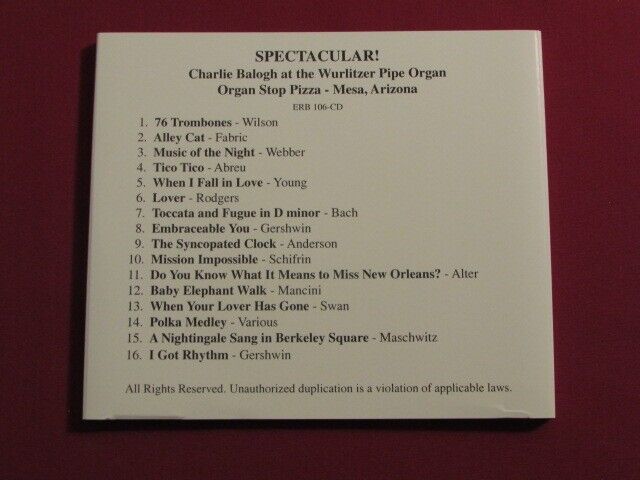 SPECTACULAR!
Charlie Balogh at the Wurlitzer Pipe Organ
Organ Stop Pizza - Mesa, Arizona
ERB 106-CD
1. 76 Trombones - Wilson
2. Alley Cat - Fabric
3. Music of the Night - Webber
4. Tico Tico - Abreu
5. When I Fall in Love - Young
6. Lover - Rodgers
7. Toccata and Fugue in D minor - Bach
8. Embraceable You - Gershwin
9. The Syncopated Clock - Anderson
10. Mission Impossible - Schifrin
11. Do You Know What It Means to Miss New Orleans? - Alter
12. Baby Elephant Walk - Mancini
13. When Your Lover Has Gone - Swan
14. Polka Medley - Various
15. A Nightingale Sang in Berkeley Square - Maschwitz
16. I Got Rhythm - Gershwin
All Rights Reserved. Unauthorized duplication is a violation of applicable laws.